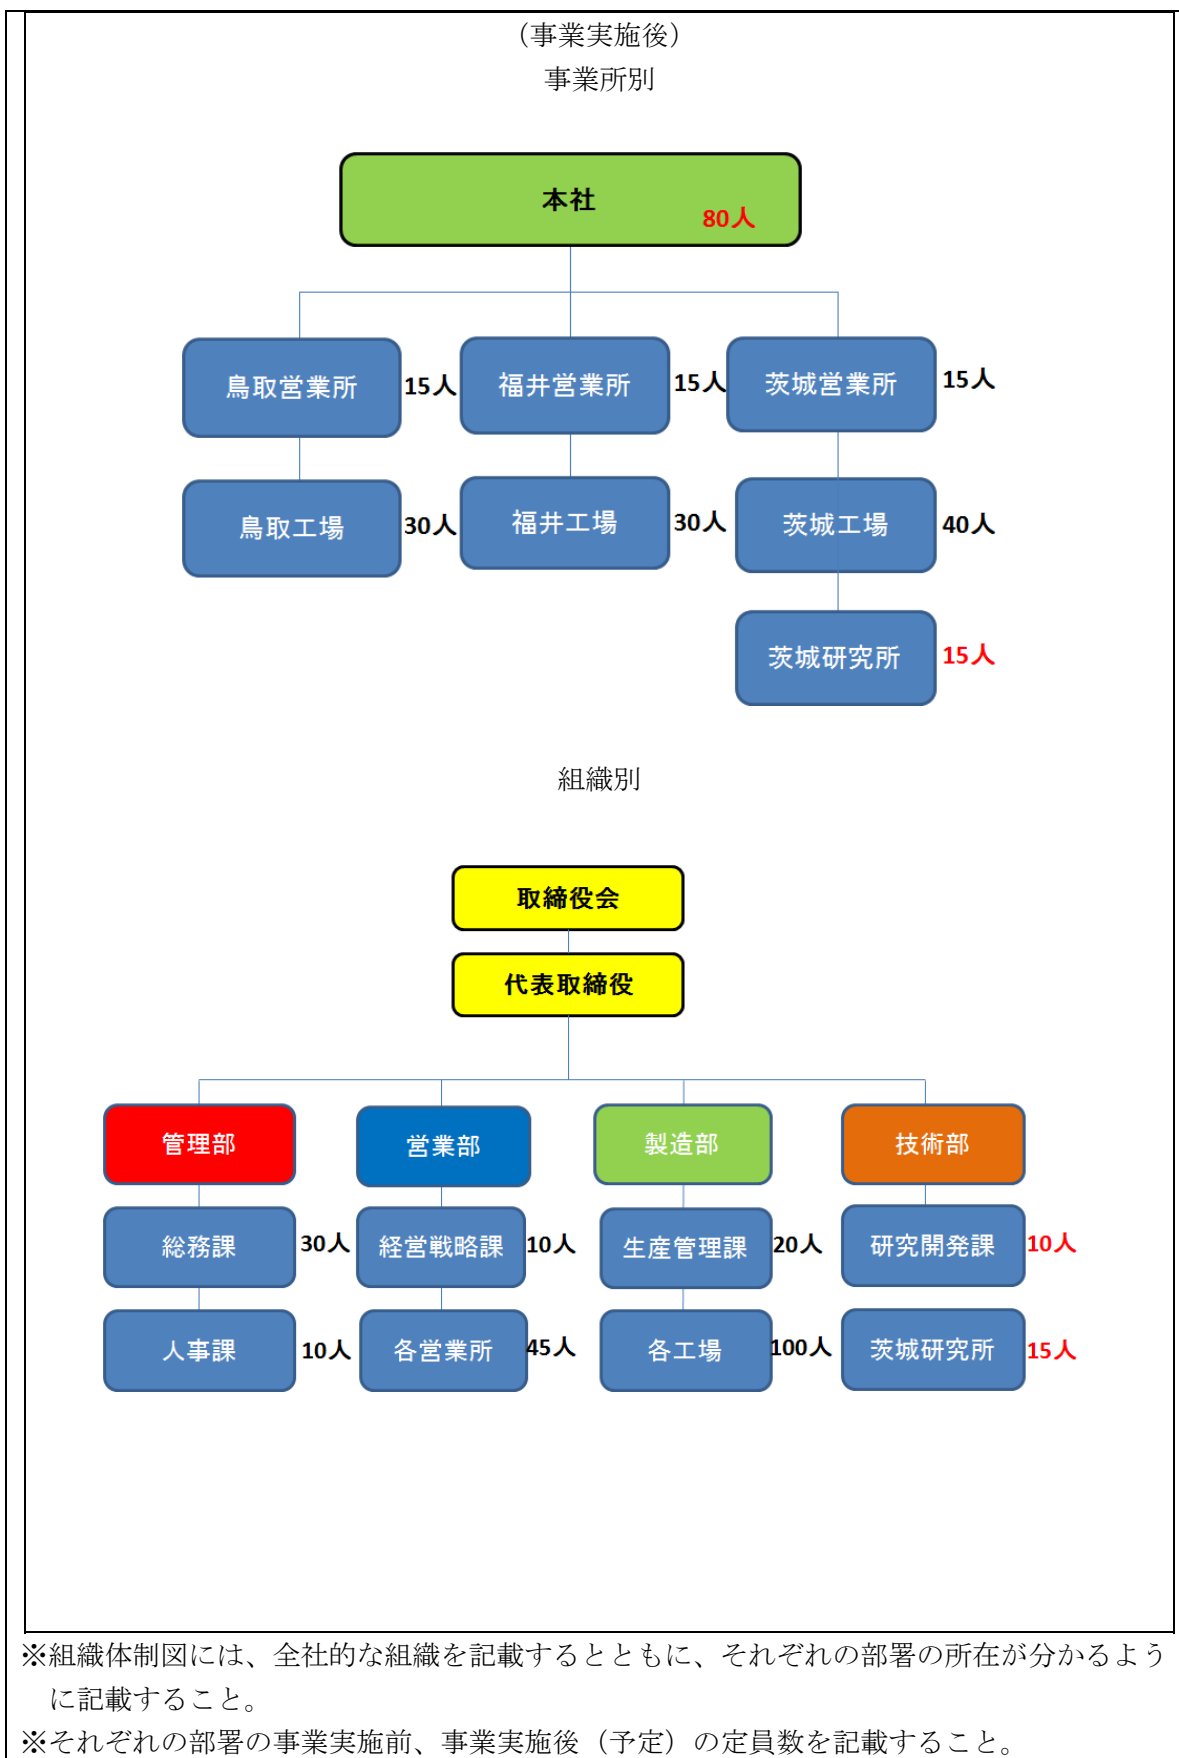 （事業実施後）
事業所別
本社
80人
鳥取営業所 15人 福井営業所 15人 茨城営業所 15人
鳥取工場 30人 福井工場 30人 茨城工場 40人
茨城研究所 15人
組織別
取締役会
代表取締役
管理部 営業部 製造部 技術部
総務課 30人 経営戦略課 10人 生産管理課 20人 研究開発課 10人
人事課 10人 各営業所 45人 各工場 100人 茨城研究所 15人
※組織体制図には、全社的な組織を記載するとともに、それぞれの部署の所在が分かるよう
に記載すること。
※それぞれの部署の事業実施前、事業実施後（予定）の定員数を記載すること。